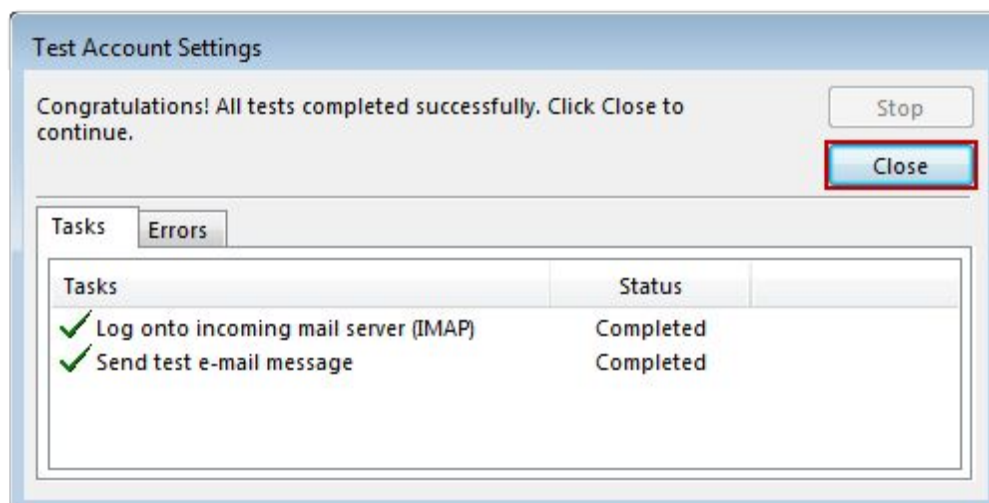 Test Account Settings
Congratulations! All tests completed successfully. Click Close to
continue.
Stop
Close
Tasks Errors
Tasks Status
Log onto incoming mail server (IMAP) Completed
Send test e-mail message Completed